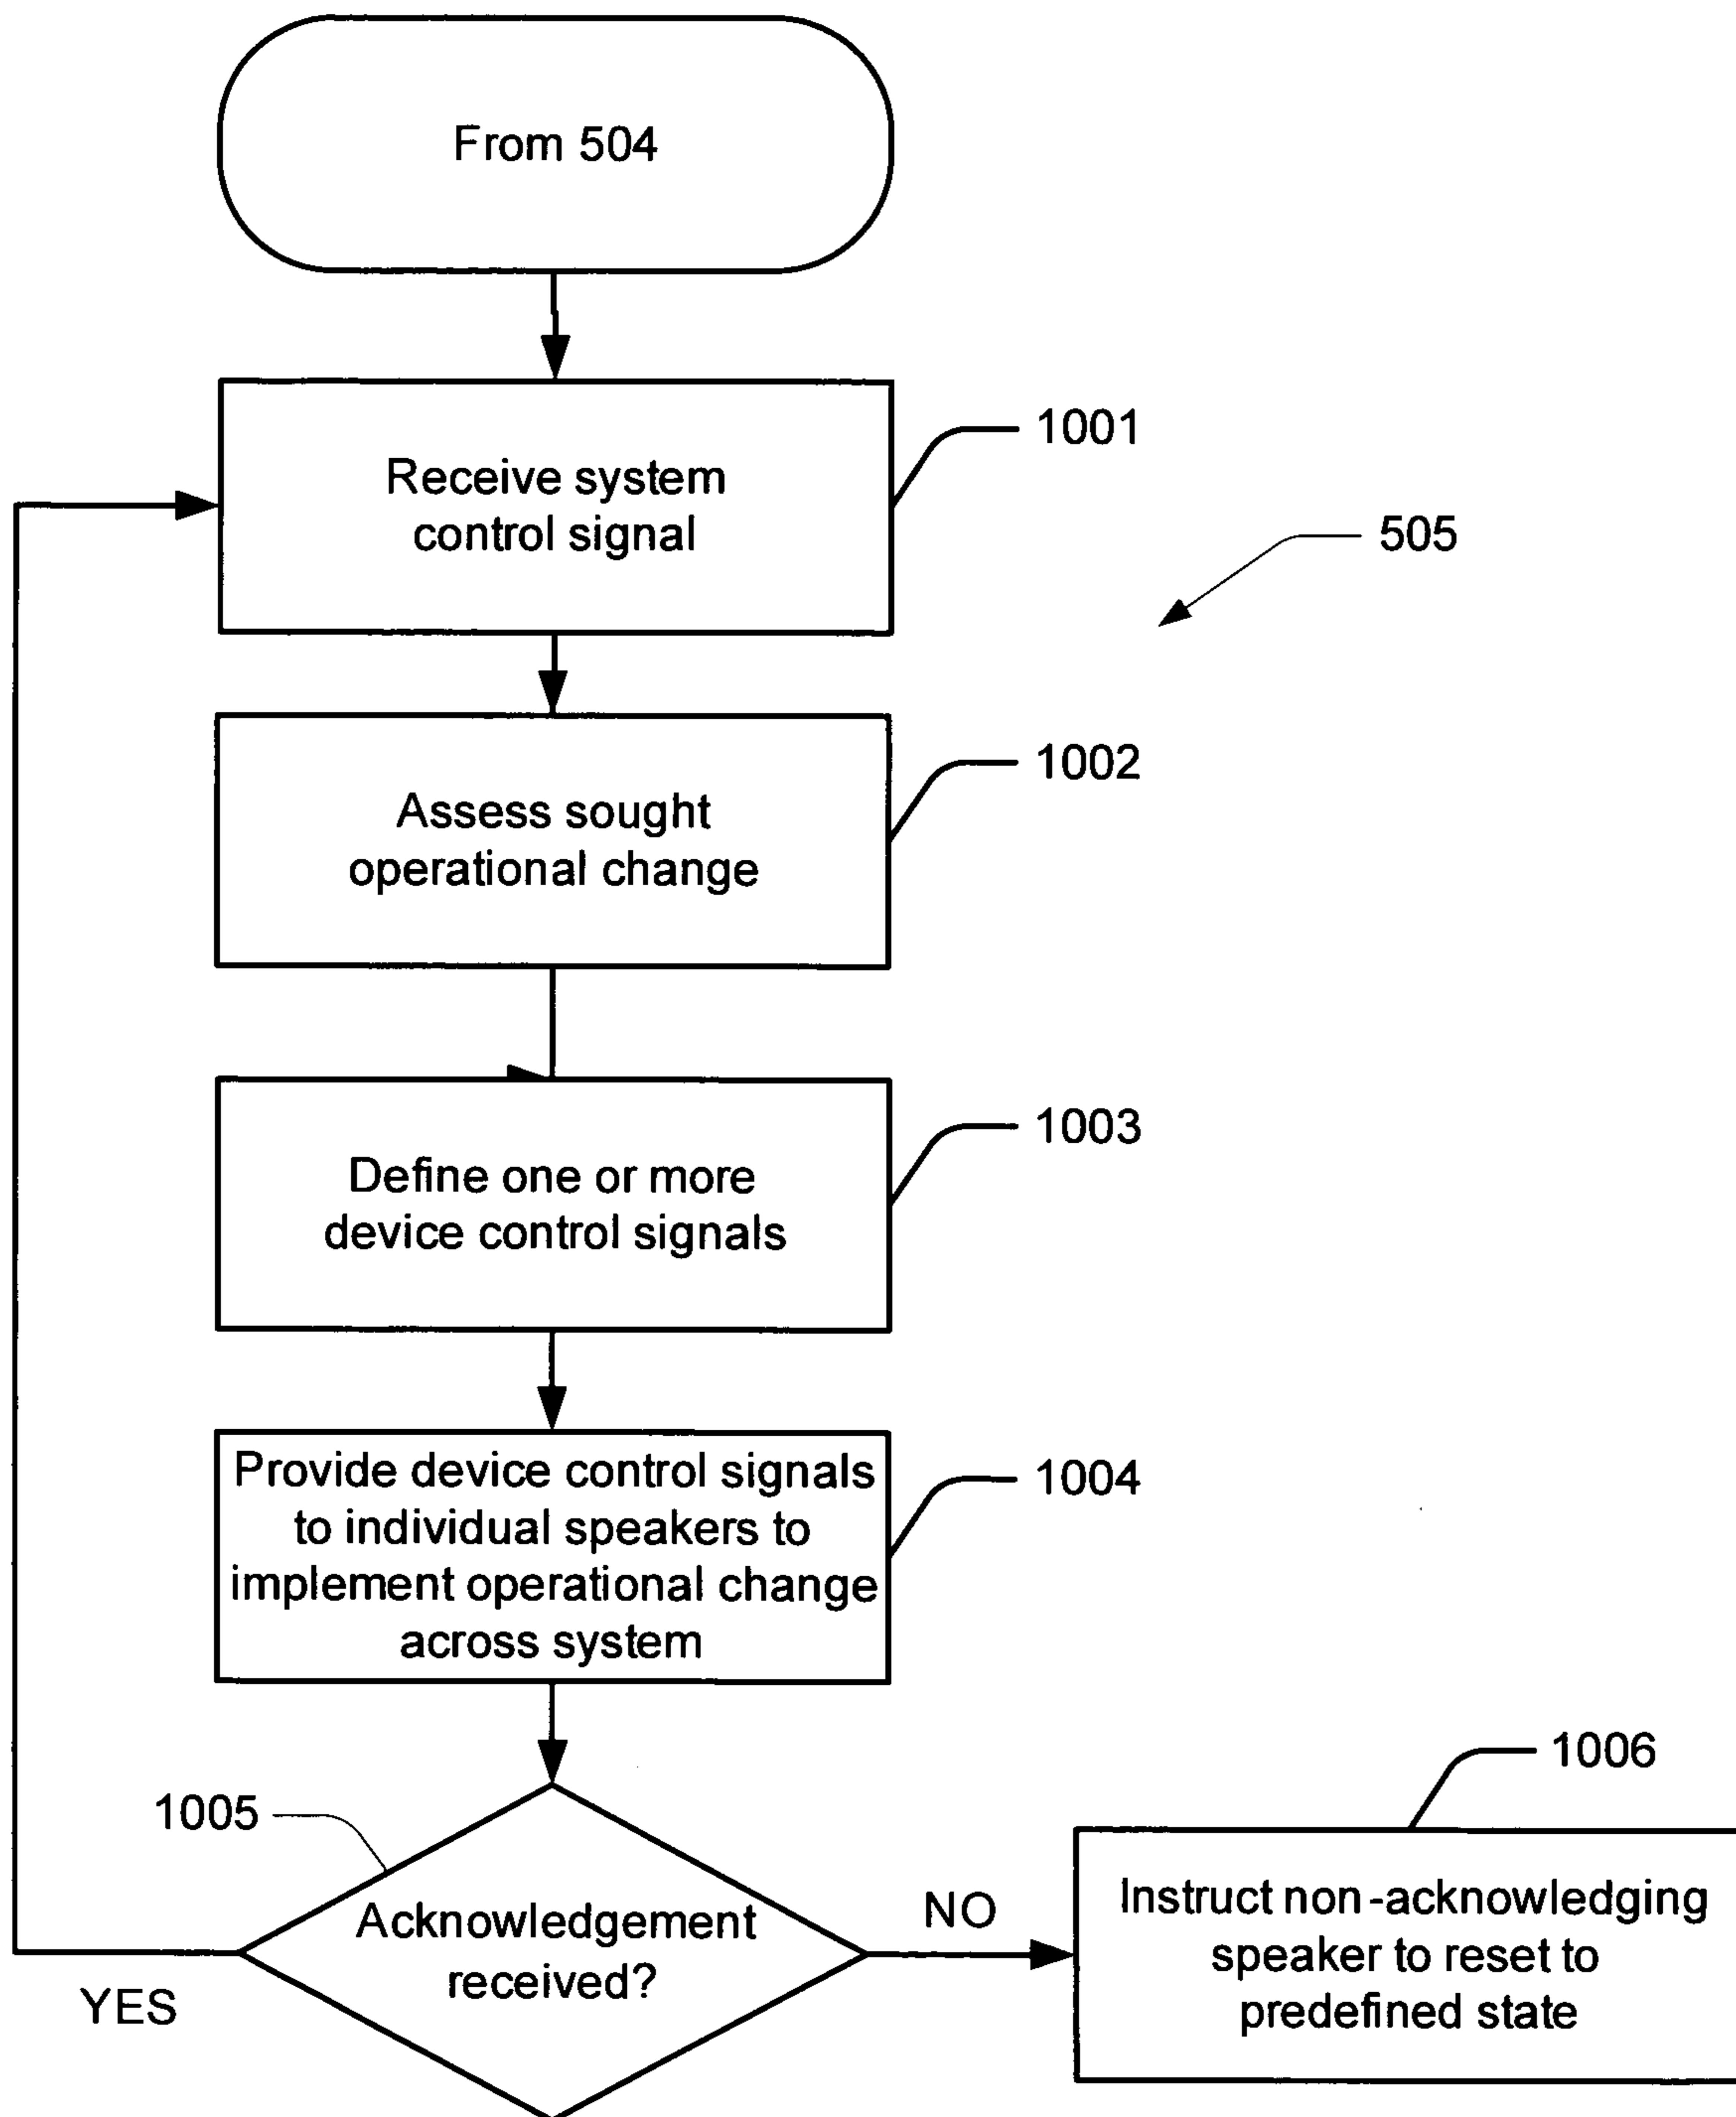 From 504
1001
Receive system
control signal
505
1002
Assess sought
operational change
1003
Define one or more
device control signals
1004
Provide device control signals
to individual speakers to
implement operational change
across system
1005
Acknowledgement
received?
YES
NO
1006
Instruct non-acknowledging
speaker to reset to
predefined state